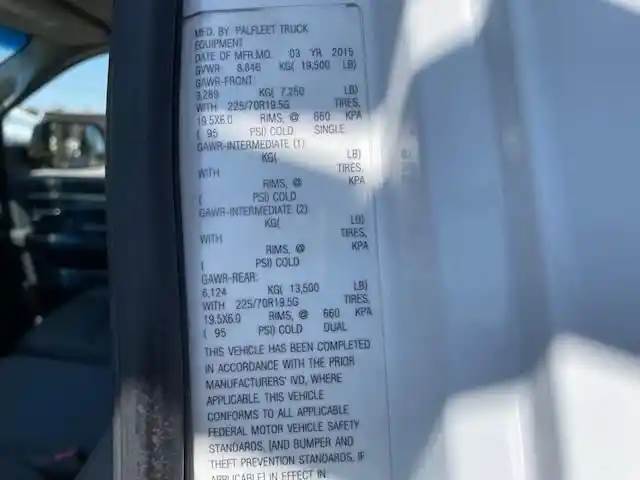 MFD. BY PALFLEET TRUCK
EQUIPMENT
DATE OF MFR.MO. 03 YR 2015
GVWR 8,846 KG( 19,500 LB)
GAWR-FRONT:
3,289 KG( 7,250 LB)
WITH 225/70R19.5G TIRES,
19.5X6.0 RIMS, @ 660 KPA
( 95 PSI) COLD SINGLE
GAWR-INTERMEDIATE (1)
KG( LB)
WITH TIRES,
RIMS, @ KPA
( PSI) COLD
GAWR-INTERMEDIATE (2)
KG( LB)
WITH TIRES,
RIMS, @ KPA
( PSI) COLD
GAWR-REAR:
6,124 KG( 13,500 LB)
WITH 225/70R19.5G TIRES,
19.5X6.0 RIMS, @ 660 KPA
( 95 PSI) COLD DUAL
THIS VEHICLE HAS BEEN COMPLETED
IN ACCORDANCE WITH THE PRIOR
MANUFACTURERS' IVD, WHERE
APPLICABLE. THIS VEHICLE
CONFORMS TO ALL APPLICABLE
FEDERAL MOTOR VEHICLE SAFETY
STANDARDS, (AND BUMPER AND
THEFT PREVENTION STANDARDS, IF
APPLICABLE) IN EFFECT IN